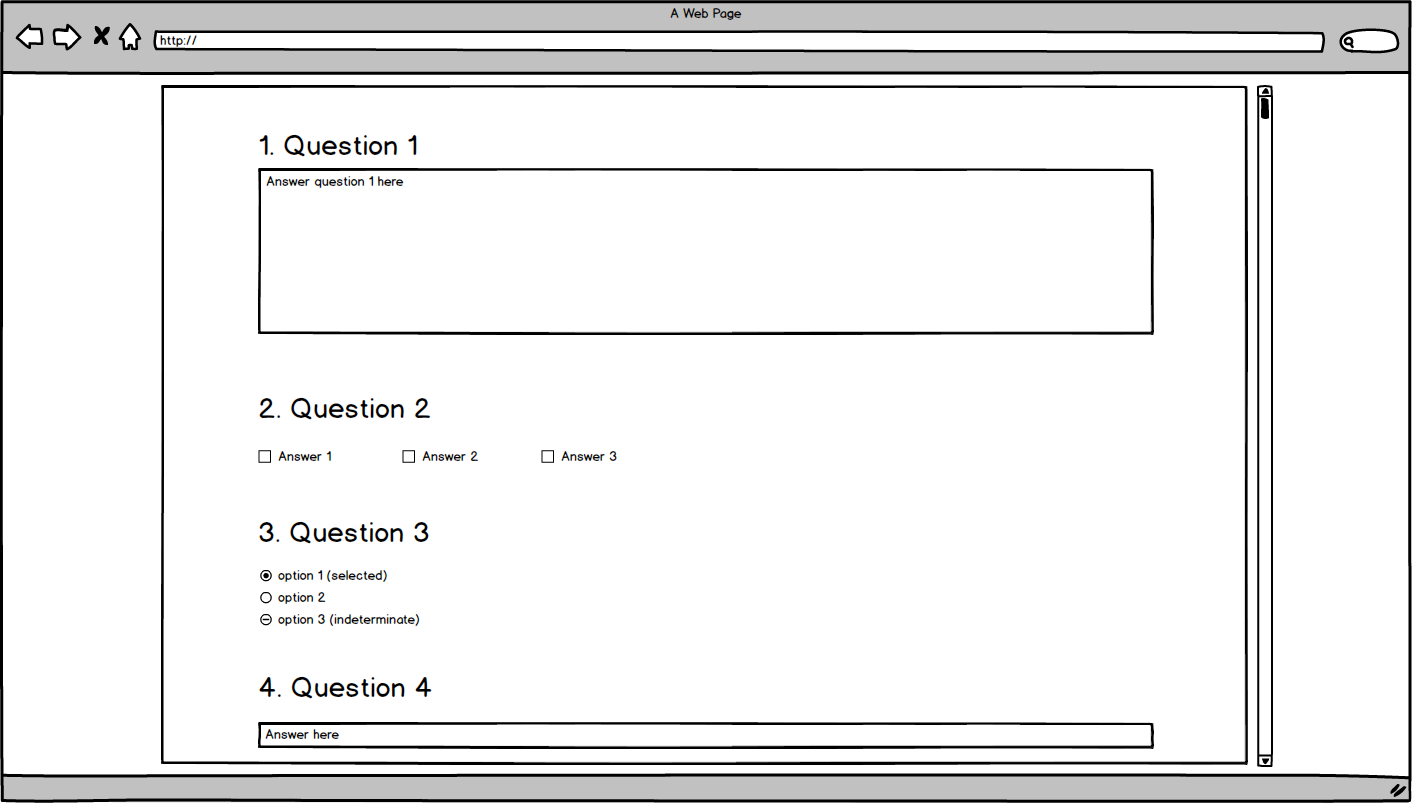 A Web Page
http://
1. Question 1
Answer question 1 here
2. Question 2
Answer 1 Answer 2 Answer 3
3. Question 3
option 1 (selected)
option 2
option 3 (indeterminate)
4. Question 4
Answer here